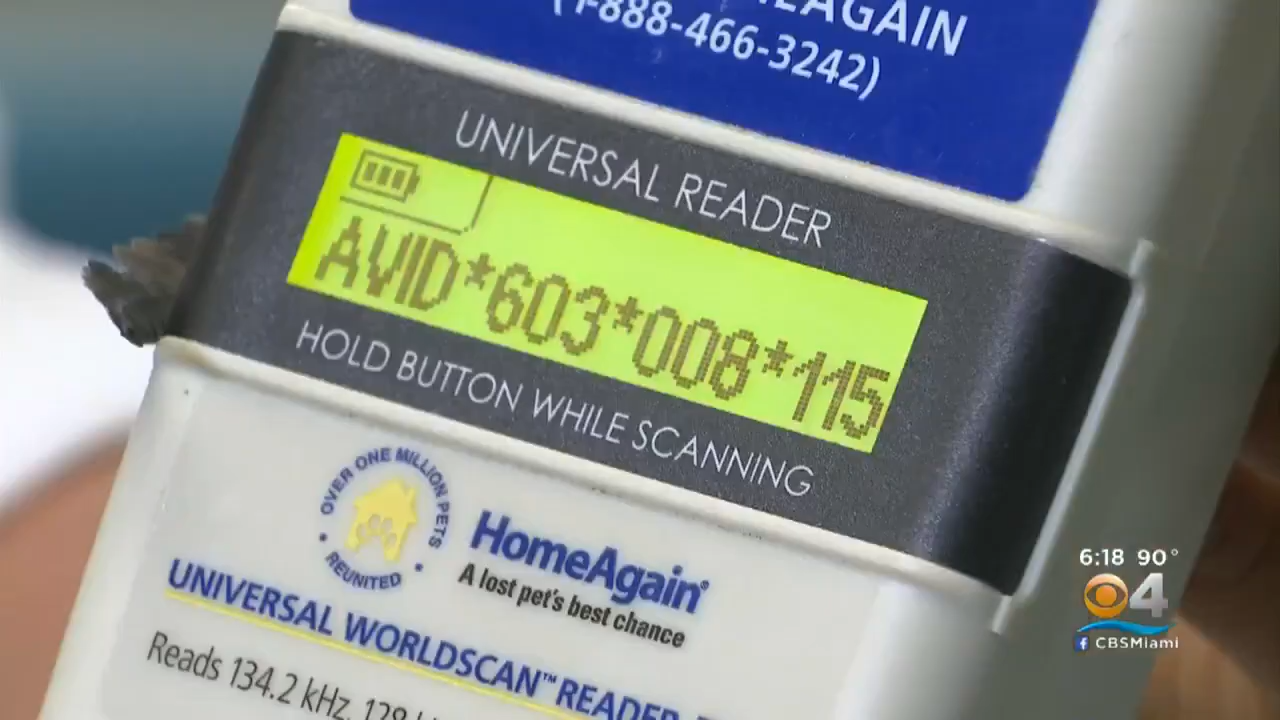 EAGAIN
(1-888-466-3242)
UNIVERSAL READER
AVID*603*008*115
HOLD BUTTON WHILE SCANNING
OVER ONE MILLION PETS
• REUNITED •
HomeAgain®
A lost pet's best chance
UNIVERSAL WORLDSCAN™ READER
Reads 134.2 kHz,
6:18 90°
4
CBSMiami